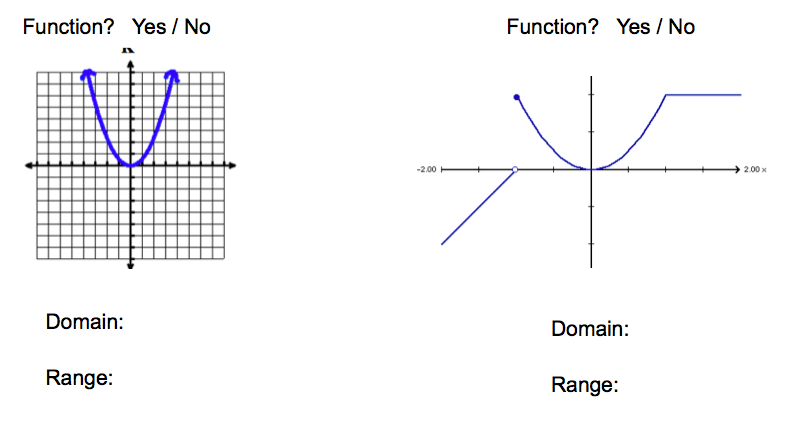 Function? Yes / No
Domain:
Range:
Function? Yes / No
-2.00
2.00 x
Domain:
Range: